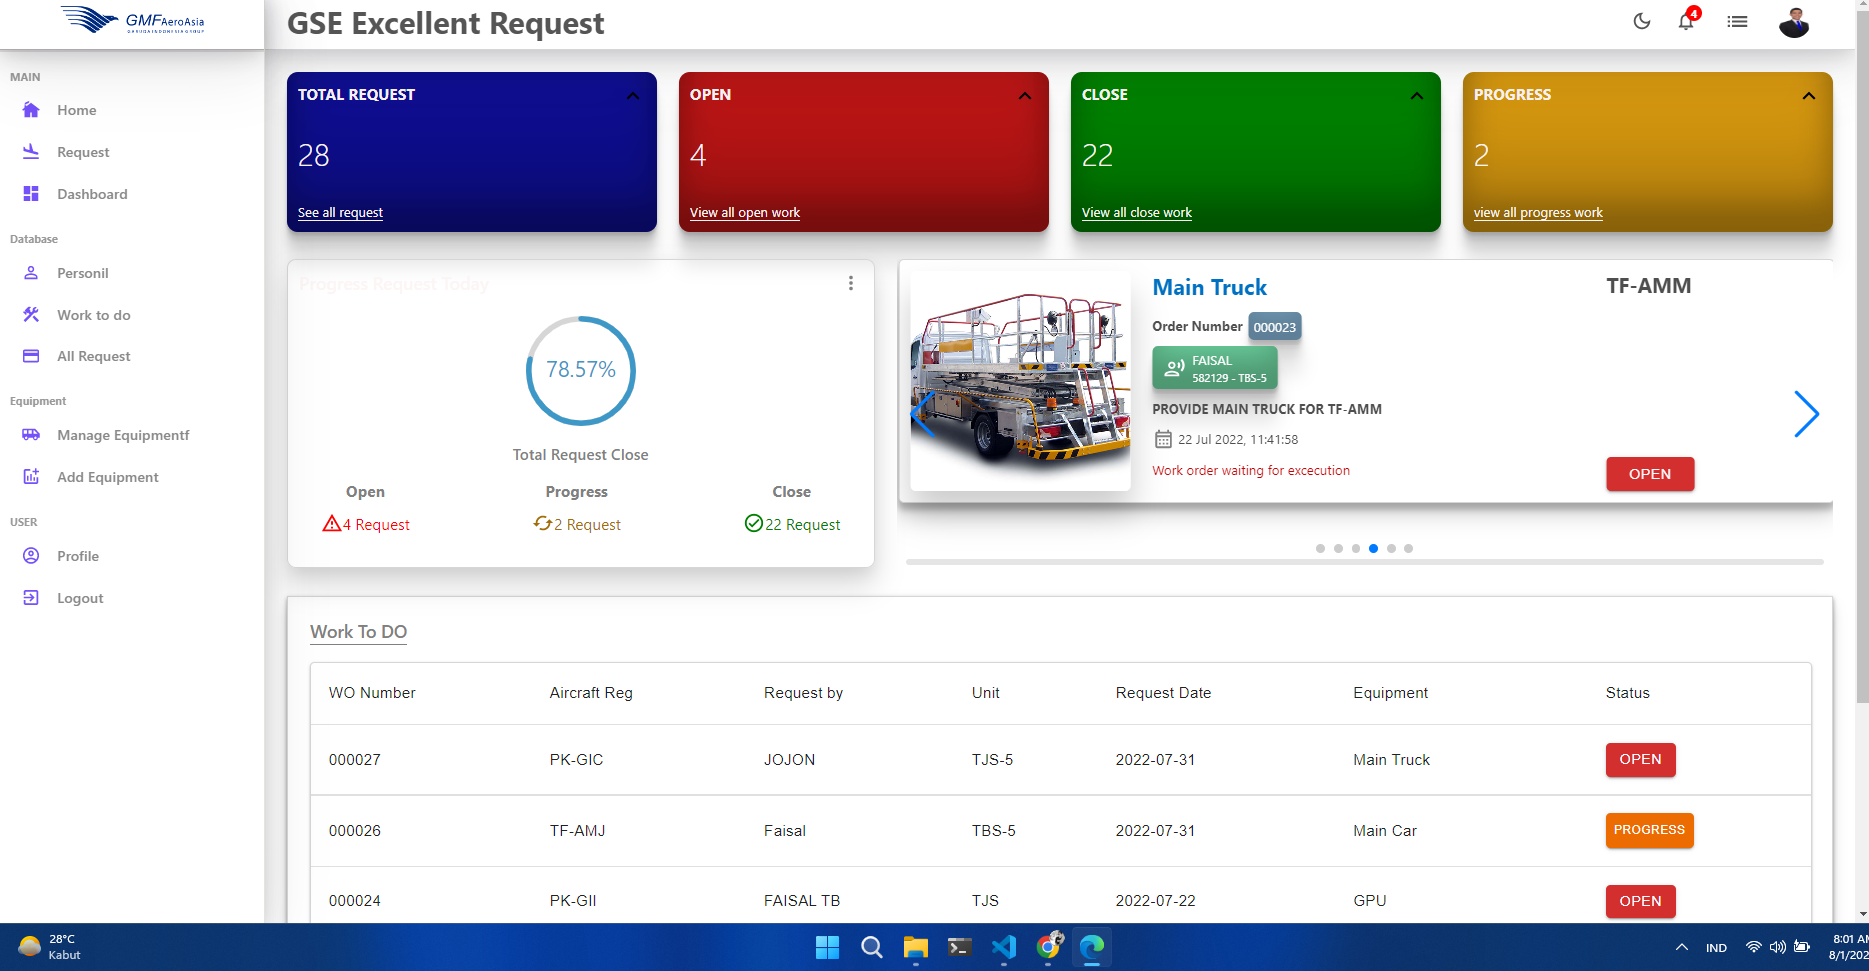 GMF AeroAsia
GARUDA INDONESIA GROUP
GSE Excellent Request
4
MAIN
Home
Request
Dashboard
Database
Personil
Work to do
All Request
Equipment
Manage Equipmentf
Add Equipment
USER
Profile
Logout
TOTAL REQUEST
28
See all request
OPEN
4
View all open work
CLOSE
22
View all close work
PROGRESS
2
view all progress work
Progress Request Today
78.57%
Total Request Close
Open Progress Close
4 Request 2 Request 22 Request
Main Truck
TF-AMM
Order Number 000023
FAISAL
582129 - TBS-5
PROVIDE MAIN TRUCK FOR TF-AMM
22 Jul 2022, 11:41:58
Work order waiting for excecution
OPEN
Work To DO
WO Number Aircraft Reg Request by Unit Request Date Equipment Status
000027 PK-GIC JOJON TJS-5 2022-07-31 Main Truck OPEN
000026 TF-AMJ Faisal TBS-5 2022-07-31 Main Car PROGRESS
000024 PK-GII FAISAL TB TJS 2022-07-22 GPU OPEN
28°C
Kabut
IND
8:01 AM
8/1/202